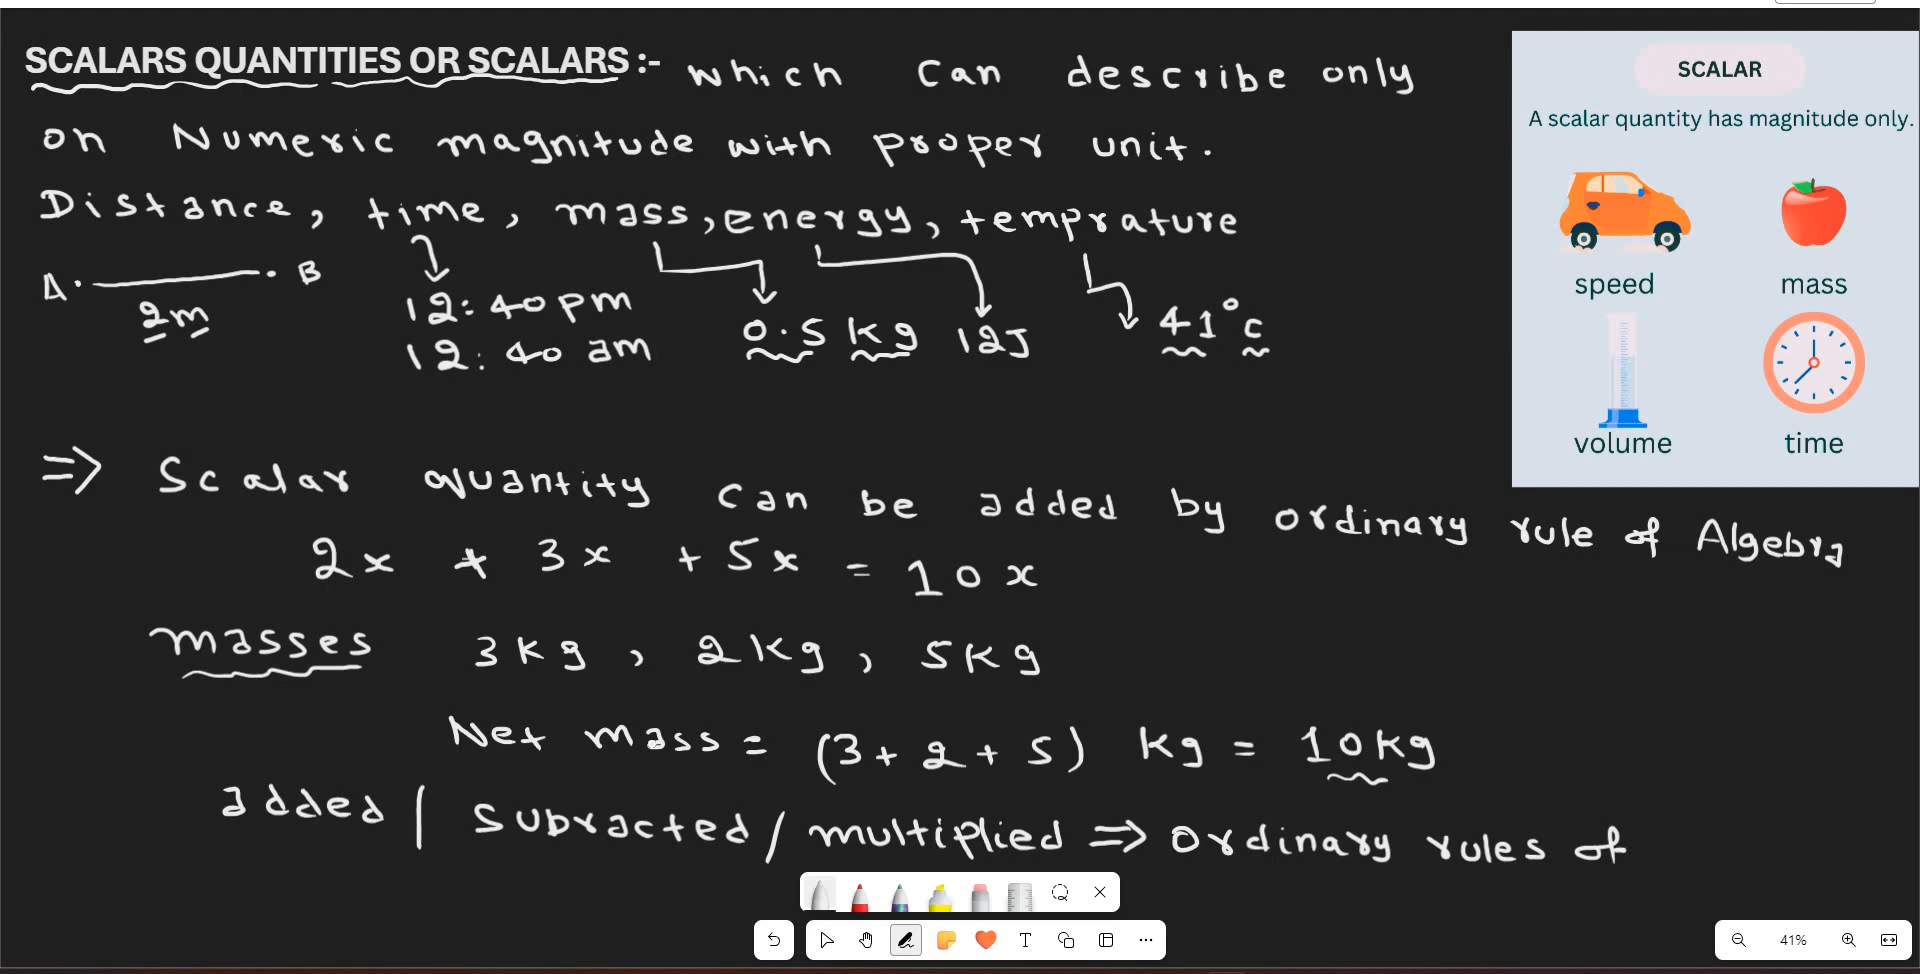 SCALARS QUANTITIES OR SCALARS :- which can describe only
on Numeric magnitude with proper unit.
Distance, time, mass, energy, temprature
A B
2m
12:40 pm
12:40 am
0.5 kg 12J 41°c
⇒ Scalar quantity can be added by ordinary rule of Algebra
2x + 3x + 5x = 10x
masses 3kg, 2kg, 5kg
Net mass = (3+2+5) kg = 10kg
added / subracted / multiplied ⇒ ordinary rules of
SCALAR
A scalar quantity has magnitude only.
speed mass
volume time
T
41%